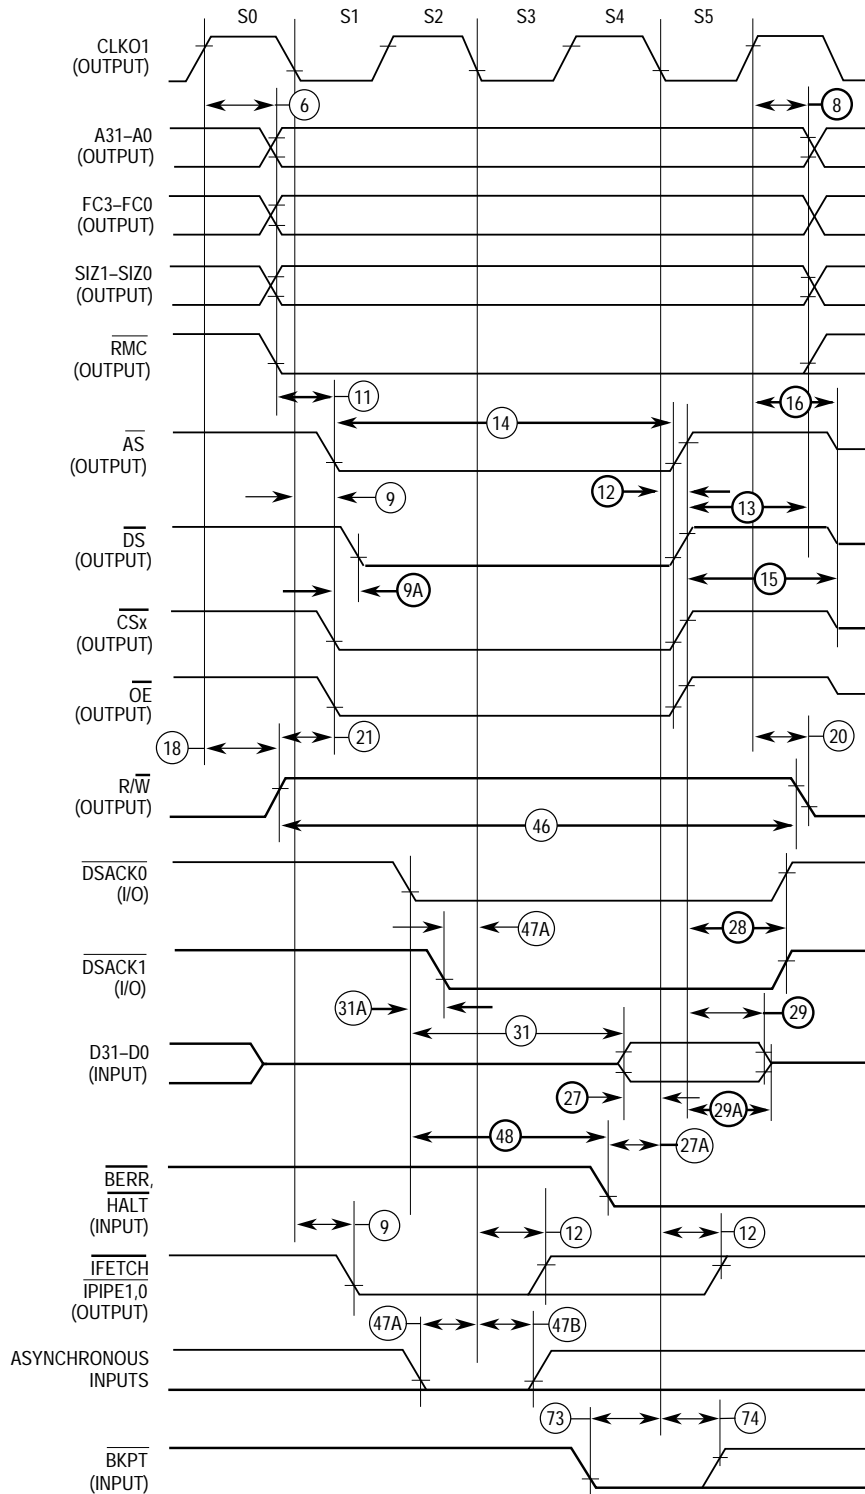 S0 S1 S2 S3 S4 S5
CLKO1
(OUTPUT)
6 8
A31–A0
(OUTPUT)
FC3–FC0
(OUTPUT)
SIZ1–SIZ0
(OUTPUT)
RMC
(OUTPUT)
11 16
14
AS
(OUTPUT)
9 12
13
DS
(OUTPUT)
9A 15
CSx
(OUTPUT)
OE
(OUTPUT)
18 21 20
R/W
(OUTPUT)
46
DSACK0
(I/O)
47A 28
DSACK1
(I/O)
31A 29
31
D31–D0
(INPUT)
27 29A
48 27A
BERR,
HALT
(INPUT)
9 12 12
IFETCH
IPIPE1,0
(OUTPUT)
47A 47B
ASYNCHRONOUS
INPUTS
73 74
BKPT
(INPUT)